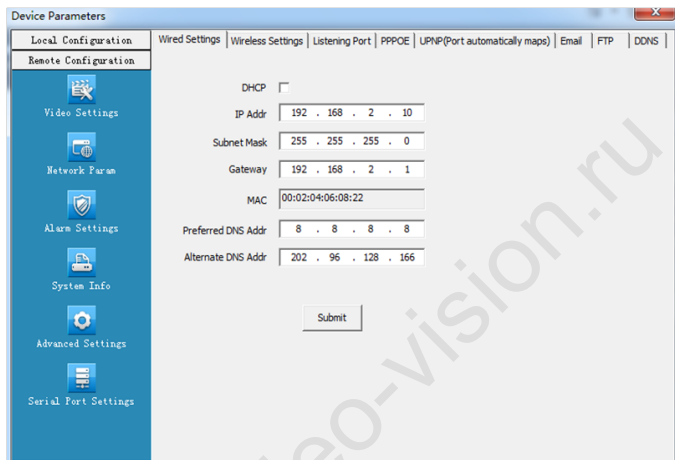 Device Parameters
Local Configuration
Remote Configuration
Video Settings
Network Param
Alarm Settings
System Info
Advanced Settings
Serial Port Settings
Wired Settings Wireless Settings Listening Port PPPOE UPNP(Port automatically maps) Email FTP DDNS
DHCP
IP Addr 192 . 168 . 2 . 10
Subnet Mask 255 . 255 . 255 . 0
Gateway 192 . 168 . 2 . 1
MAC 00:02:04:06:08:22
Preferred DNS Addr 8 . 8 . 8 . 8
Alternate DNS Addr 202 . 96 . 128 . 166
Submit
deo-vision.ru